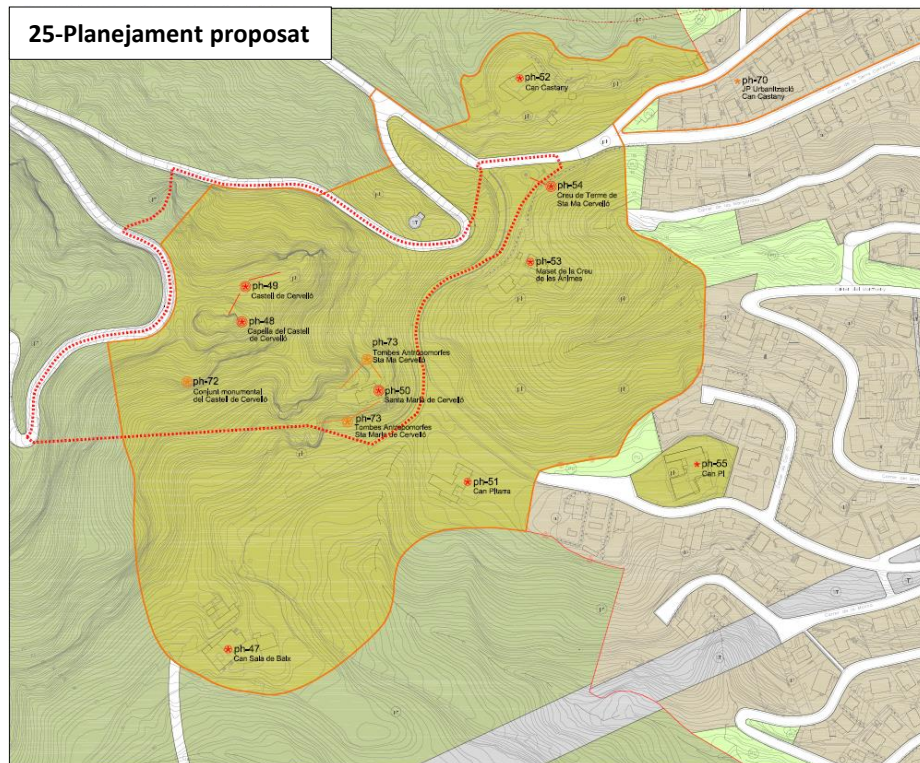 25-Planejament proposat
ph-52
Can Castany
ph-70
JP Urbanització
Can Castany
ph-54
Creu de Terme de
Sta Ma Cervelló
ph-53
Maset de la Creu
de les Ànimes
ph-49
Castell de Cervelló
ph-48
Capella del Castell
de Cervelló
ph-73
Tombes Antropomorfes
Sta Ma Cervelló
ph-72
Conjunt monumental
del Castell de Cervelló
ph-50
Santa Maria de Cervelló
ph-73
Tombes Antropomorfes
Sta Maria de Cervelló
ph-55
Can Pi
ph-51
Can Pitarra
ph-47
Can Sala de Baix